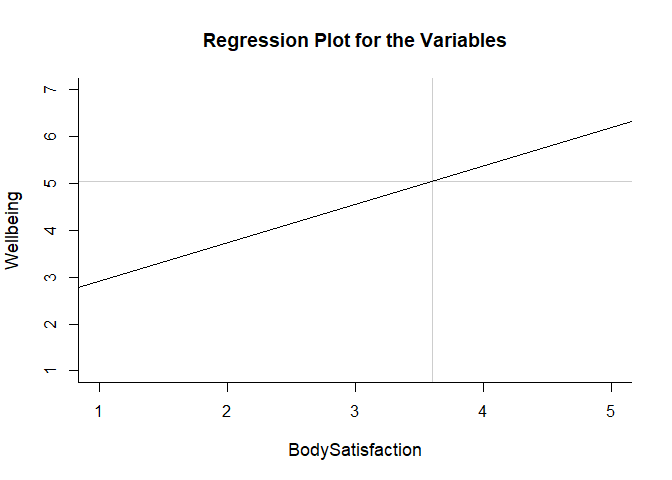 Regression Plot for the Variables
7
6
5
4
3
2
1
Wellbeing
1 2 3 4 5
BodySatisfaction